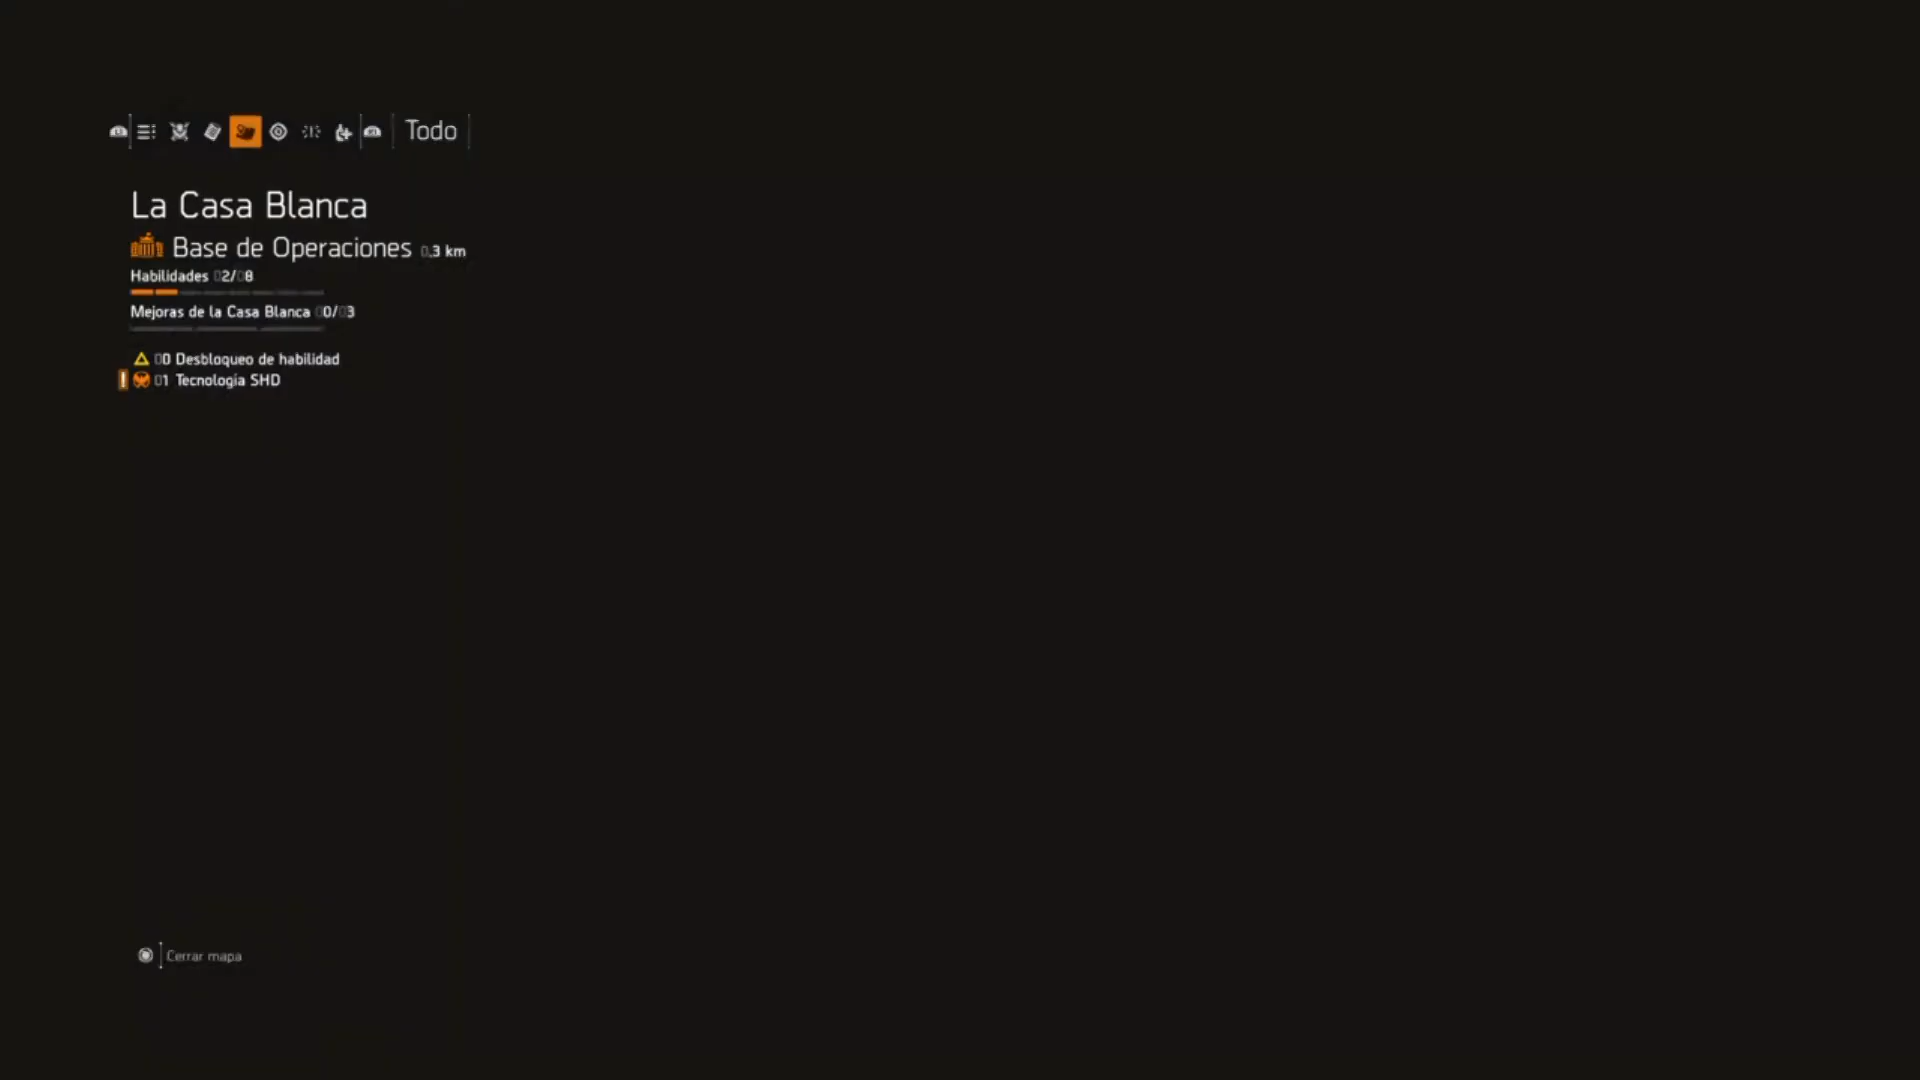 Todo
La Casa Blanca
Base de Operaciones 0.3 km
Habilidades 02/08
Mejoras de la Casa Blanca 00/03
00 Desbloqueo de habilidad
! 01 Tecnología SHD
Cerrar mapa